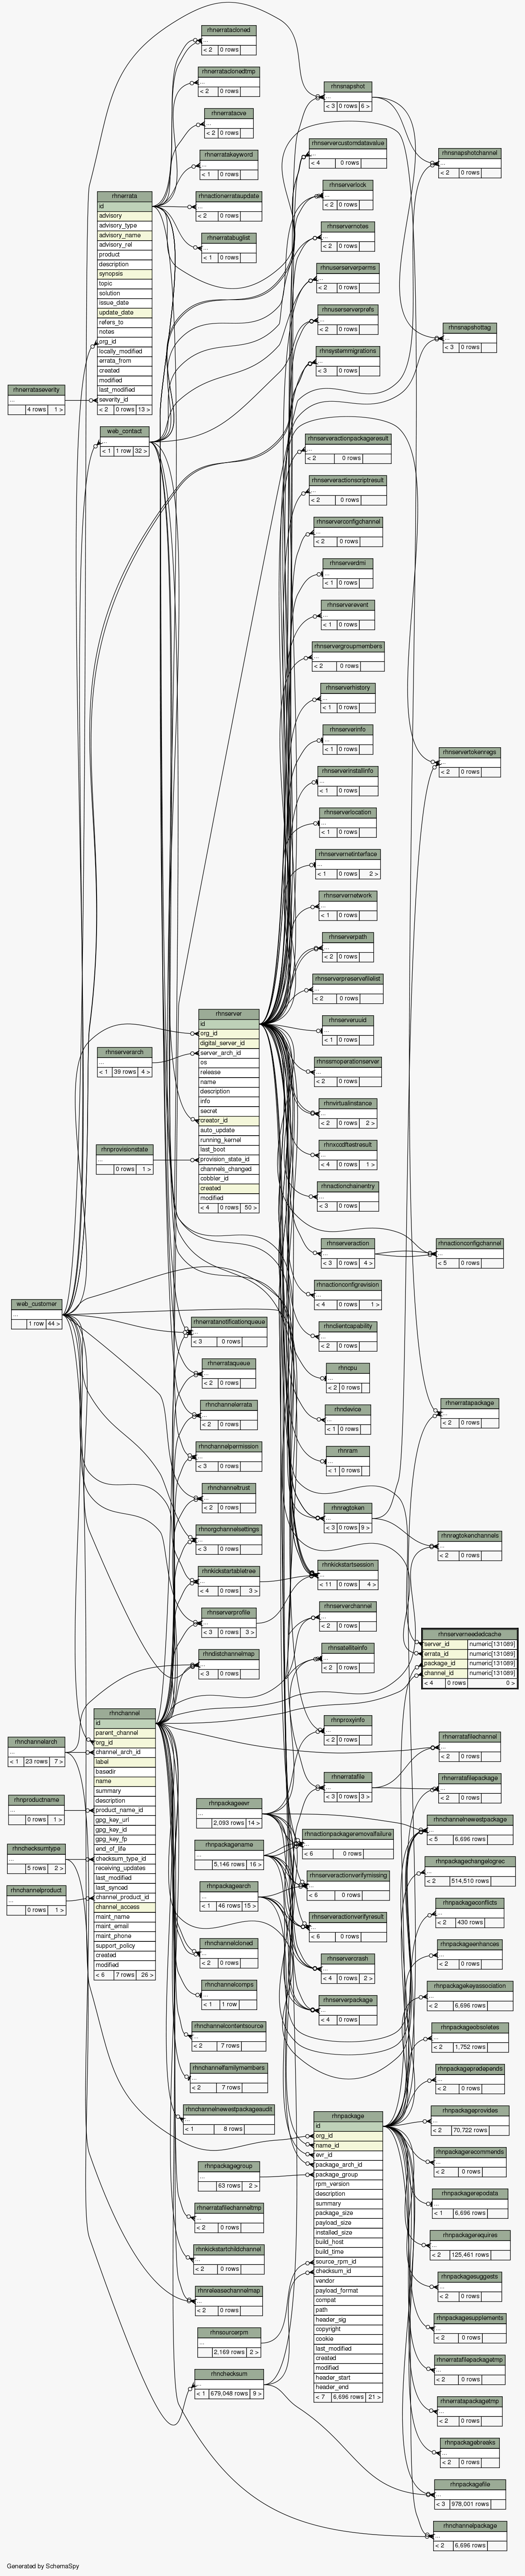 rhnerratacloned
...
< 2 0 rows
rhnerrataclonedtmp
...
< 2 0 rows
rhnerratacve
...
< 2 0 rows
rhnerratakeyword
...
< 1 0 rows
rhnactionerrataupdate
...
< 2 0 rows
rhnerratabuglist
...
< 1 0 rows
rhnerrata
id
advisory
advisory_type
advisory_name
advisory_rel
product
description
synopsis
topic
solution
issue_date
update_date
refers_to
notes
org_id
locally_modified
errata_from
created
modified
last_modified
severity_id
< 2 0 rows 13 >
rhnerrataseverity
...
4 rows 1 >
web_contact
...
< 1 1 row 32 >
rhnsnapshot
...
< 3 0 rows 6 >
rhnservercustomdatavalue
...
< 4 0 rows
rhnserverlock
...
< 2 0 rows
rhnservernotes
...
< 2 0 rows
rhnuserserverperms
...
< 2 0 rows
rhnuserserverprefs
...
< 2 0 rows
rhnsystemmigrations
...
< 3 0 rows
rhnsnapshotchannel
...
< 2 0 rows
rhnsnapshottag
...
< 3 0 rows
rhnserveractionpackageresult
...
< 2 0 rows
rhnserveractionscriptresult
...
< 2 0 rows
rhnserverconfigchannel
...
< 2 0 rows
rhnserverdmi
...
< 1 0 rows
rhnserverevent
...
< 1 0 rows
rhnservergroupmembers
...
< 2 0 rows
rhnserverhistory
...
< 1 0 rows
rhnserverinfo
...
< 1 0 rows
rhnserverinstallinfo
...
< 1 0 rows
rhnserverlocation
...
< 1 0 rows
rhnservernetinterface
...
< 1 0 rows 2 >
rhnservernetwork
...
< 1 0 rows
rhnserverpath
...
< 2 0 rows
rhnserverpreservefilelist
...
< 2 0 rows
rhnserveruuid
...
< 1 0 rows
rhnssmoperationserver
...
< 2 0 rows
rhnvirtualinstance
...
< 2 0 rows 2 >
rhnxccdftestresult
...
< 4 0 rows 1 >
rhnactionchainentry
...
< 3 0 rows
rhnserveraction
...
< 3 0 rows 4 >
rhnactionconfigrevision
...
< 4 0 rows 1 >
rhnclientcapability
...
< 2 0 rows
rhncpu
...
< 2 0 rows
rhndevice
...
< 1 0 rows
rhnram
...
< 1 0 rows
rhnregtoken
...
< 3 0 rows 9 >
rhnkickstartsession
...
< 11 0 rows 4 >
rhnserverchannel
...
< 2 0 rows
rhnsatelliteinfo
...
< 2 0 rows
rhnproxyinfo
...
< 2 0 rows
rhnerratafile
...
< 3 0 rows 3 >
rhnservertokenregs
...
< 2 0 rows
rhnserver
id
org_id
digital_server_id
server_arch_id
os
release
name
description
info
secret
creator_id
auto_update
running_kernel
last_boot
provision_state_id
channels_changed
cobbler_id
created
modified
< 4 0 rows 50 >
rhnserverarch
...
< 1 39 rows 4 >
rhnprovisionstate
...
0 rows 1 >
web_customer
...
1 row 44 >
rhnactionconfigchannel
...
< 5 0 rows
rhnerratapackage
...
< 2 0 rows
rhnregtokenchannels
...
< 2 0 rows
rhnserverneededcache
server_id numeric[131089]
errata_id numeric[131089]
package_id numeric[131089]
channel_id numeric[131089]
< 4 0 rows 0 >
rhnerratanotificationqueue
...
< 3 0 rows
rhnerrataqueue
...
< 2 0 rows
rhnchannelerrata
...
< 2 0 rows
rhnchannelpermission
...
< 3 0 rows
rhnchanneltrust
...
< 2 0 rows
rhnorgchannelsettings
...
< 3 0 rows
rhnkickstartabletree
...
< 4 0 rows 3 >
rhnserverprofile
...
< 3 0 rows 3 >
rhndistchannelmap
...
< 3 0 rows
rhnchannel
id
parent_channel
org_id
channel_arch_id
label
basedir
name
summary
description
product_name_id
gpg_key_url
gpg_key_id
gpg_key_fp
end_of_life
checksum_type_id
receiving_updates
last_modified
last_synced
channel_product_id
channel_access
maint_name
maint_email
maint_phone
support_policy
created
modified
< 6 7 rows 26 >
rhnchannelarch
...
< 1 23 rows 7 >
rhnproductname
...
0 rows 1 >
rhnchecksumtype
...
5 rows 2 >
rhnchannelproduct
...
0 rows 1 >
rhnpackageevr
...
2,093 rows 14 >
rhnpackagename
...
5,146 rows 16 >
rhnpackagearch
...
< 1 46 rows 15 >
rhnchannelcloned
...
< 2 0 rows
rhnchannelcomps
...
< 1 1 row
rhnchannelcontentsource
...
< 2 7 rows
rhnchannelfamilymembers
...
< 2 7 rows
rhnchannelnewestpackageaudit
...
< 1 8 rows
rhnpackagegroup
...
63 rows 2 >
rhnerratafilechanneltmp
...
< 2 0 rows
rhnkickstartchildchannel
...
< 2 0 rows
rhnreleasechannelmap
...
< 2 0 rows
rhnsourcerpm
...
2,169 rows 2 >
rhnchecksum
...
< 1 679,048 rows 9 >
rhnactionpackageremovalfailure
...
< 6 0 rows
rhnserveractionverifymissing
...
< 6 0 rows
rhnserveractionverifyresult
...
< 6 0 rows
rhnservercrash
...
< 4 0 rows 2 >
rhnserverpackage
...
< 4 0 rows
rhnpackage
id
org_id
name_id
evr_id
package_arch_id
package_group
rpm_version
description
summary
package_size
payload_size
installed_size
build_host
build_time
source_rpm_id
checksum_id
vendor
payload_format
compat
path
header_sig
copyright
cookie
last_modified
created
modified
header_start
header_end
< 7 6,696 rows 21 >
rhnerratafilechannel
...
< 2 0 rows
rhnerratafilepackage
...
< 2 0 rows
rhnchannelnewestpackage
...
< 5 6,696 rows
rhnpackagechangelogrec
...
< 2 514,510 rows
rhnpackageconflicts
...
< 2 430 rows
rhnpackageenhances
...
< 2 0 rows
rhnpackagekeyassociation
...
< 2 6,696 rows
rhnpackageobsoletes
...
< 2 1,752 rows
rhnpackagepredepends
...
< 2 0 rows
rhnpackageprovides
...
< 2 70,722 rows
rhnpackagerecommends
...
< 2 0 rows
rhnpackagerepodata
...
< 1 6,696 rows
rhnpackagerequires
...
< 2 125,461 rows
rhnpackagesuggests
...
< 2 0 rows
rhnpackagesupplements
...
< 2 0 rows
rhnerratafilepackagetmp
...
< 2 0 rows
rhnerratapackagetmp
...
< 2 0 rows
rhnpackagebreaks
...
< 2 0 rows
rhnpackagefile
...
< 3 978,001 rows
rhnchannelpackage
...
< 2 6,696 rows
Generated by SchemaSpy